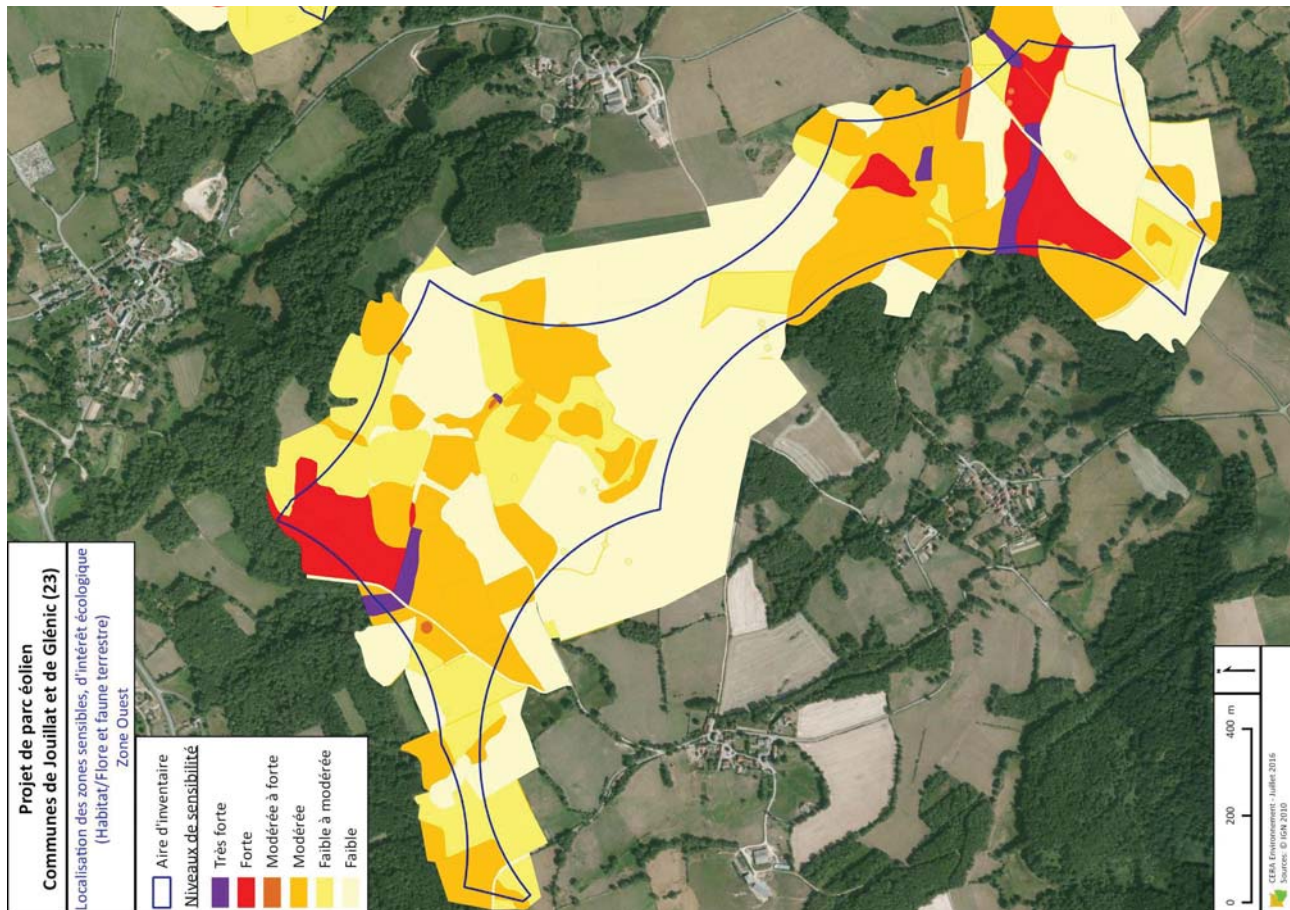 Projet de parc éolien
Communes de Jouillat et de Glénic (23)
Localisation des zones sensibles, d'intérêt écologique
(Habitat/Flore et faune terrestre)
Zone Ouest
Aire d'inventaire
Niveaux de sensibilité
Très forte
Forte
Modérée à forte
Modérée
Faible à modérée
Faible
0 200 400 m
N
CERA Environnement - Juillet 2016
Sources: © IGN 2010